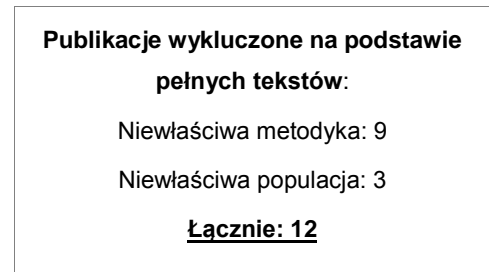 Publikacje wykluczone na podstawie
pełnych tekstów:
Niewłaściwa metodyka: 9
Niewłaściwa populacja: 3
Łącznie: 12